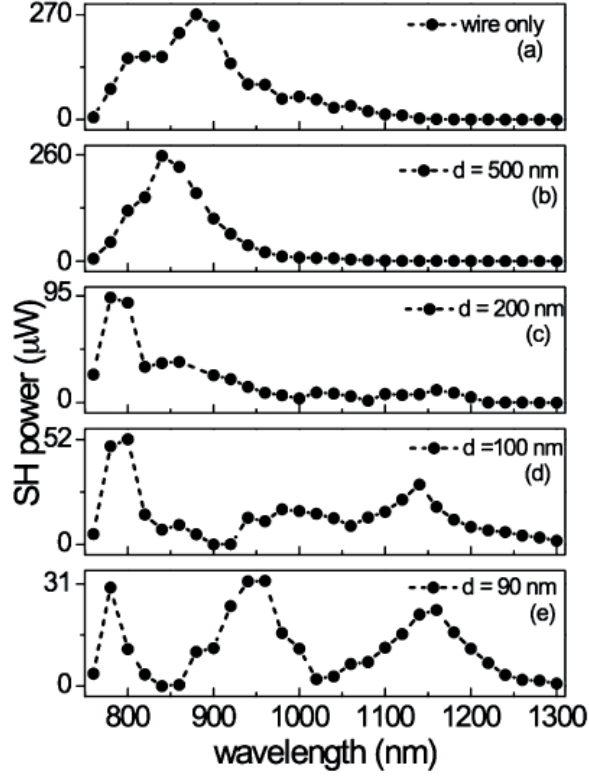 270
wire only
(a)
0
260
d = 500 nm
(b)
0
95
d = 200 nm
(c)
0
52
d =100 nm
(d)
0
31
d = 90 nm
(e)
0
800 900 1000 1100 1200 1300
wavelength (nm)
SH power (μW)